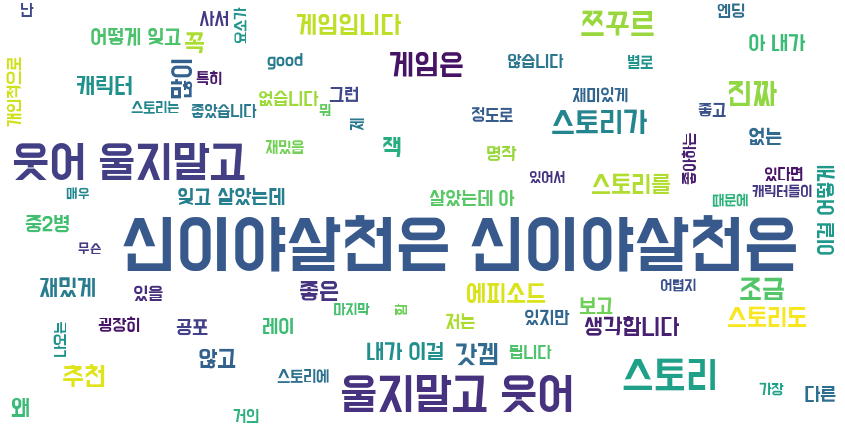 난
사서
요소가
엔딩
어떻게 잊고
꼭
게임입니다
쯔꾸르
아 내가
good
게임은
않습니다
별로
개인적으로
캐릭터
많이
특히
그런
재미있게
진짜
스토리는
좋았습니다
없습니다
뭔
제
정도로
스토리가
좋고
없는
웃어 울지말고
재밌음
잭
명작
좋아하는
있다면
매우
잊고 살았는데
살았는데 아
있어서
스토리를
때문에
캐릭터들이
이걸 어떻게
중2병
무슨
신이야살천은 신이야살천은
재밌게
있을
좋은
에피소드
어렵지
조금
나오는
굉장히
공포
레이
마지막
저는
있지만
보고
생각합니다
스토리도
않고
내가 이걸
갓겜
됩니다
추천
스토리에
울지말고 웃어
스토리
가장
다른
왜
거의